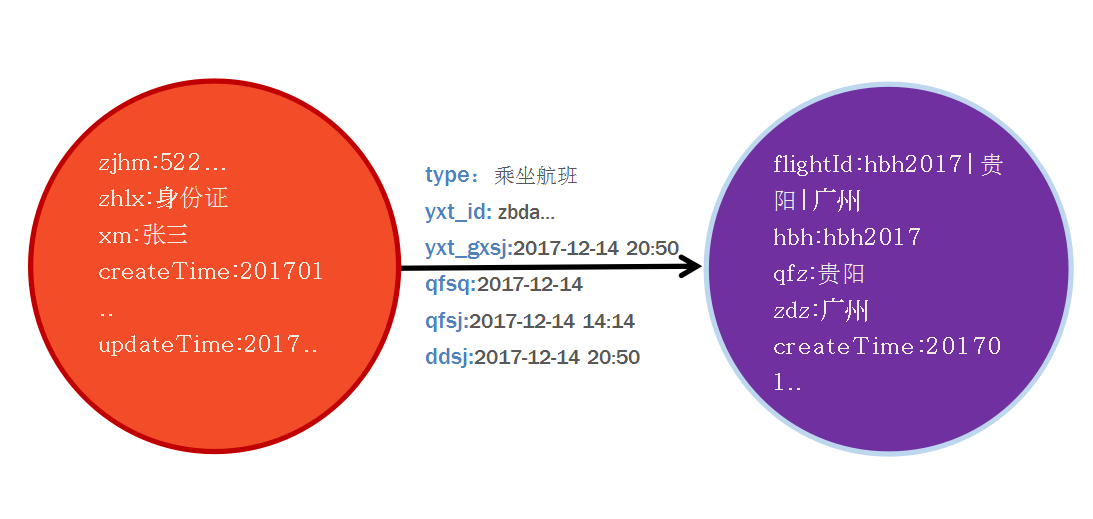 zjhm:522...
zhlx:身份证
xm:张三
createTime:201701
..
updateTime:2017..
type：乘坐航班
yxt_id: zbda...
yxt_gxsj:2017-12-14 20:50
qfsq:2017-12-14
qfsj:2017-12-14 14:14
ddsj:2017-12-14 20:50
flightId:hbh2017|贵
阳|广州
hbh:hbh2017
qfz:贵阳
zdz:广州
createTime:20170
1..